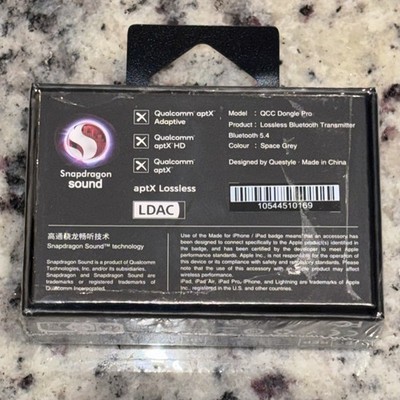 Qualcomm aptX
Adaptive
Qualcomm
aptX HD
Qualcomm
aptX
aptX Lossless
LDAC
Snapdragon
sound
Model : QCC Dongle Pro
Product : Lossless Bluetooth Transmitter
Bluetooth 5.4
Colour : Space Grey
Designed by Questyle · Made in China
10544510169
高通骁龙畅听技术
Snapdragon Sound™ technology
Snapdragon Sound is a product of Qualcomm
Technologies, Inc. and/or its subsidiaries.
Snapdragon and Snapdragon Sound are
trademarks or registered trademarks of
Qualcomm Incorporated.
Use of the Made for iPhone / iPad badge means that an accessory has
been designed to connect specifically to the Apple product(s) identified in
the badge, and has been certified by the developer to meet Apple
performance standards. Apple Inc., is not responsible for the operation of
this device or its compliance with safety and regulatory standards. Please
note that the use of this accessory with an iPhone product may affect
wireless performance.
iPad, iPad Air, iPad Pro, iPhone, and Lightning are trademarks of Apple
Inc., registered in the U.S. and other countries.